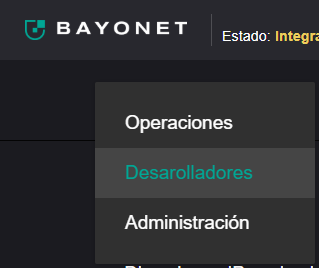 BAYONET
Estado: Integra
Operaciones
Desarolladores
Administración